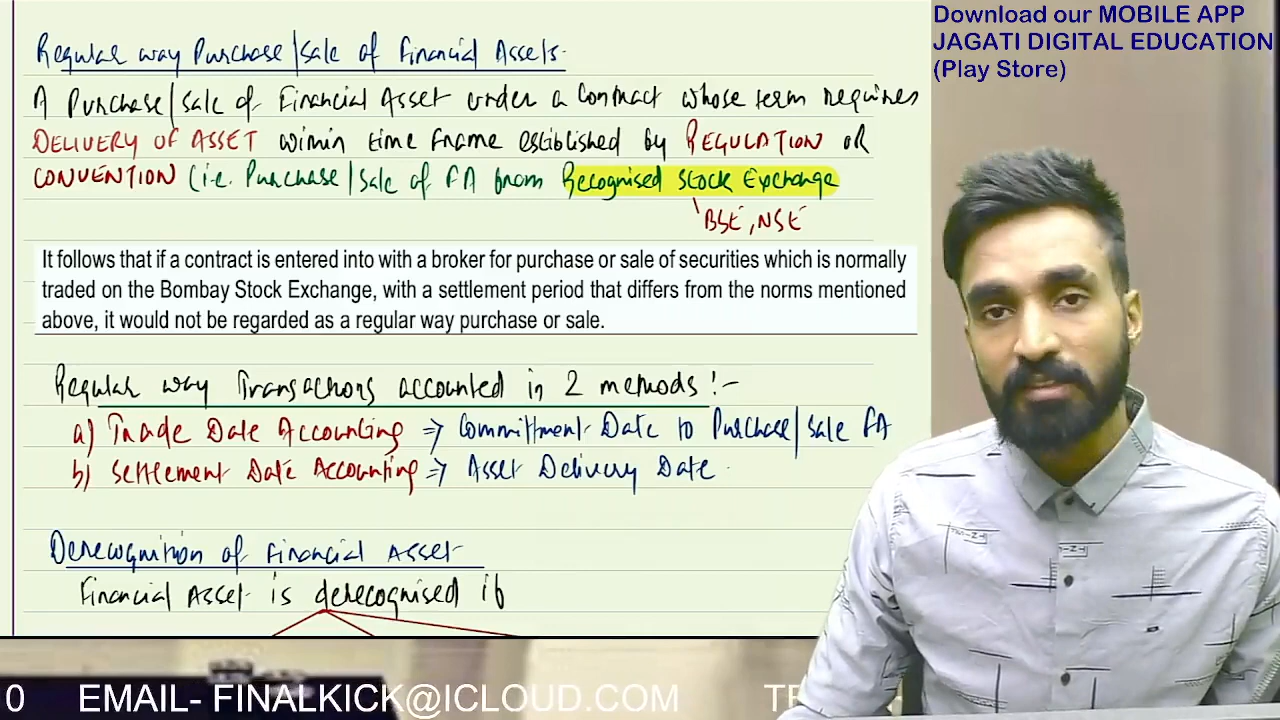 Regular way Purchase/Sale of Financial Assets.
A Purchase/Sale of Financial Asset under a Contract whose term requires
DELIVERY OF ASSET within time frame established by REGULATION OR
CONVENTION (i.e. Purchase/Sale of FA from Recognised Stock Exchange
BSE, NSE
It follows that if a contract is entered into with a broker for purchase or sale of securities which is normally
traded on the Bombay Stock Exchange, with a settlement period that differs from the norms mentioned
above, it would not be regarded as a regular way purchase or sale.
Regular way Transactions accounted in 2 methods :-
a) Trade Date Accounting ⇒ Committment Date to Purchase/Sale FA
b) Settlement Date Accounting ⇒ Asset Delivery Date
Derecognition of Financial Asset
Financial Asset is derecognised if
Download our MOBILE APP
JAGATI DIGITAL EDUCATION
(Play Store)
0 EMAIL- FINALKICK@ICLOUD.COM